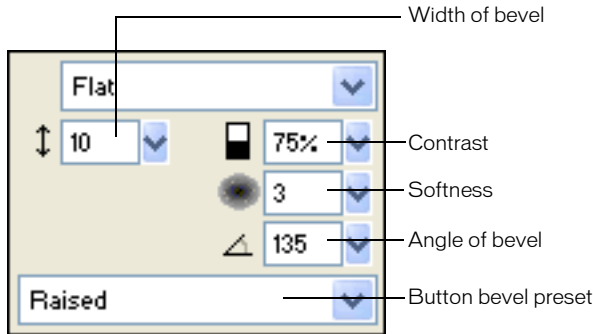 Width of bevel
Flat
10
75%
Contrast
3
Softness
135
Angle of bevel
Raised
Button bevel preset